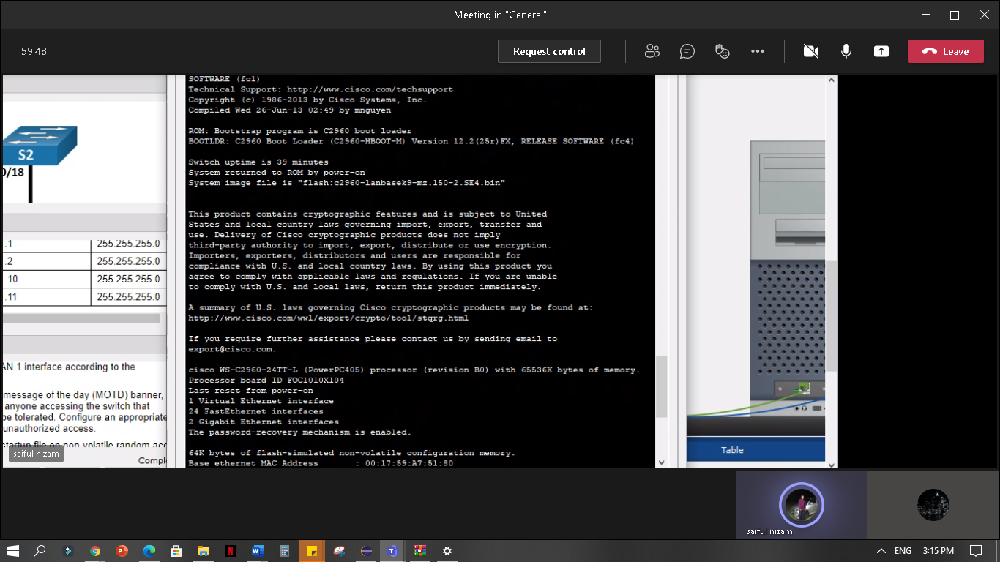 Meeting in "General"
59:48
Request control
Leave
S2
0/18
.1 255.255.255.0
.2 255.255.255.0
.10 255.255.255.0
.11 255.255.255.0
AN 1 interface according to the
message of the day (MOTD) banner,
anyone accessing the switch that
be tolerated. Configure an appropriate
unauthorized access.
startup file on non-volatile random acc
saiful nizam
Comple
SOFTWARE (fc1)
Technical Support: http://www.cisco.com/techsupport
Copyright (c) 1986-2013 by Cisco Systems, Inc.
Compiled Wed 26-Jun-13 02:49 by mnguyen
ROM: Bootstrap program is C2960 boot loader
BOOTLDR: C2960 Boot Loader (C2960-HBOOT-M) Version 12.2(25r)FX, RELEASE SOFTWARE (fc4)
Switch uptime is 39 minutes
System returned to ROM by power-on
System image file is "flash:c2960-lanbasek9-mz.150-2.SE4.bin"
This product contains cryptographic features and is subject to United
States and local country laws governing import, export, transfer and
use. Delivery of Cisco cryptographic products does not imply
third-party authority to import, export, distribute or use encryption.
Importers, exporters, distributors and users are responsible for
compliance with U.S. and local country laws. By using this product you
agree to comply with applicable laws and regulations. If you are unable
to comply with U.S. and local laws, return this product immediately.
A summary of U.S. laws governing Cisco cryptographic products may be found at:
http://www.cisco.com/wwl/export/crypto/tool/stqrg.html
If you require further assistance please contact us by sending email to
export@cisco.com.
cisco WS-C2960-24TT-L (PowerPC405) processor (revision B0) with 65536K bytes of memory.
Processor board ID FOC1010X104
Last reset from power-on
1 Virtual Ethernet interface
24 FastEthernet interfaces
2 Gigabit Ethernet interfaces
The password-recovery mechanism is enabled.
64K bytes of flash-simulated non-volatile configuration memory.
Base ethernet MAC Address : 00:17:59:A7:51:80
Table
saiful nizam
ENG 3:15 PM